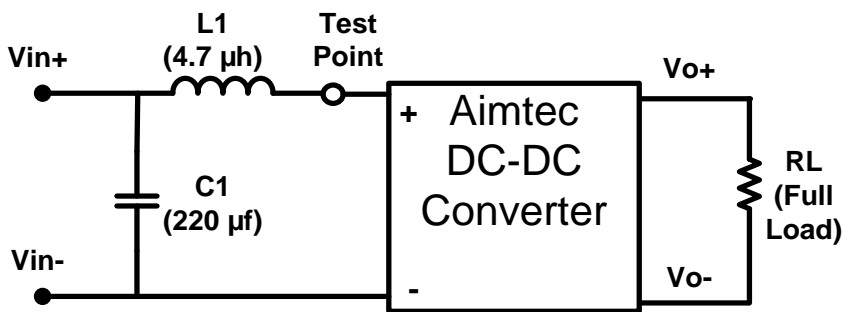 L1
(4.7 µh)
Test
Point
Vin+
Vo+
+
Aimtec
DC-DC
Converter
C1
(220 µf)
RL
(Full
Load)
Vin-
-
Vo-